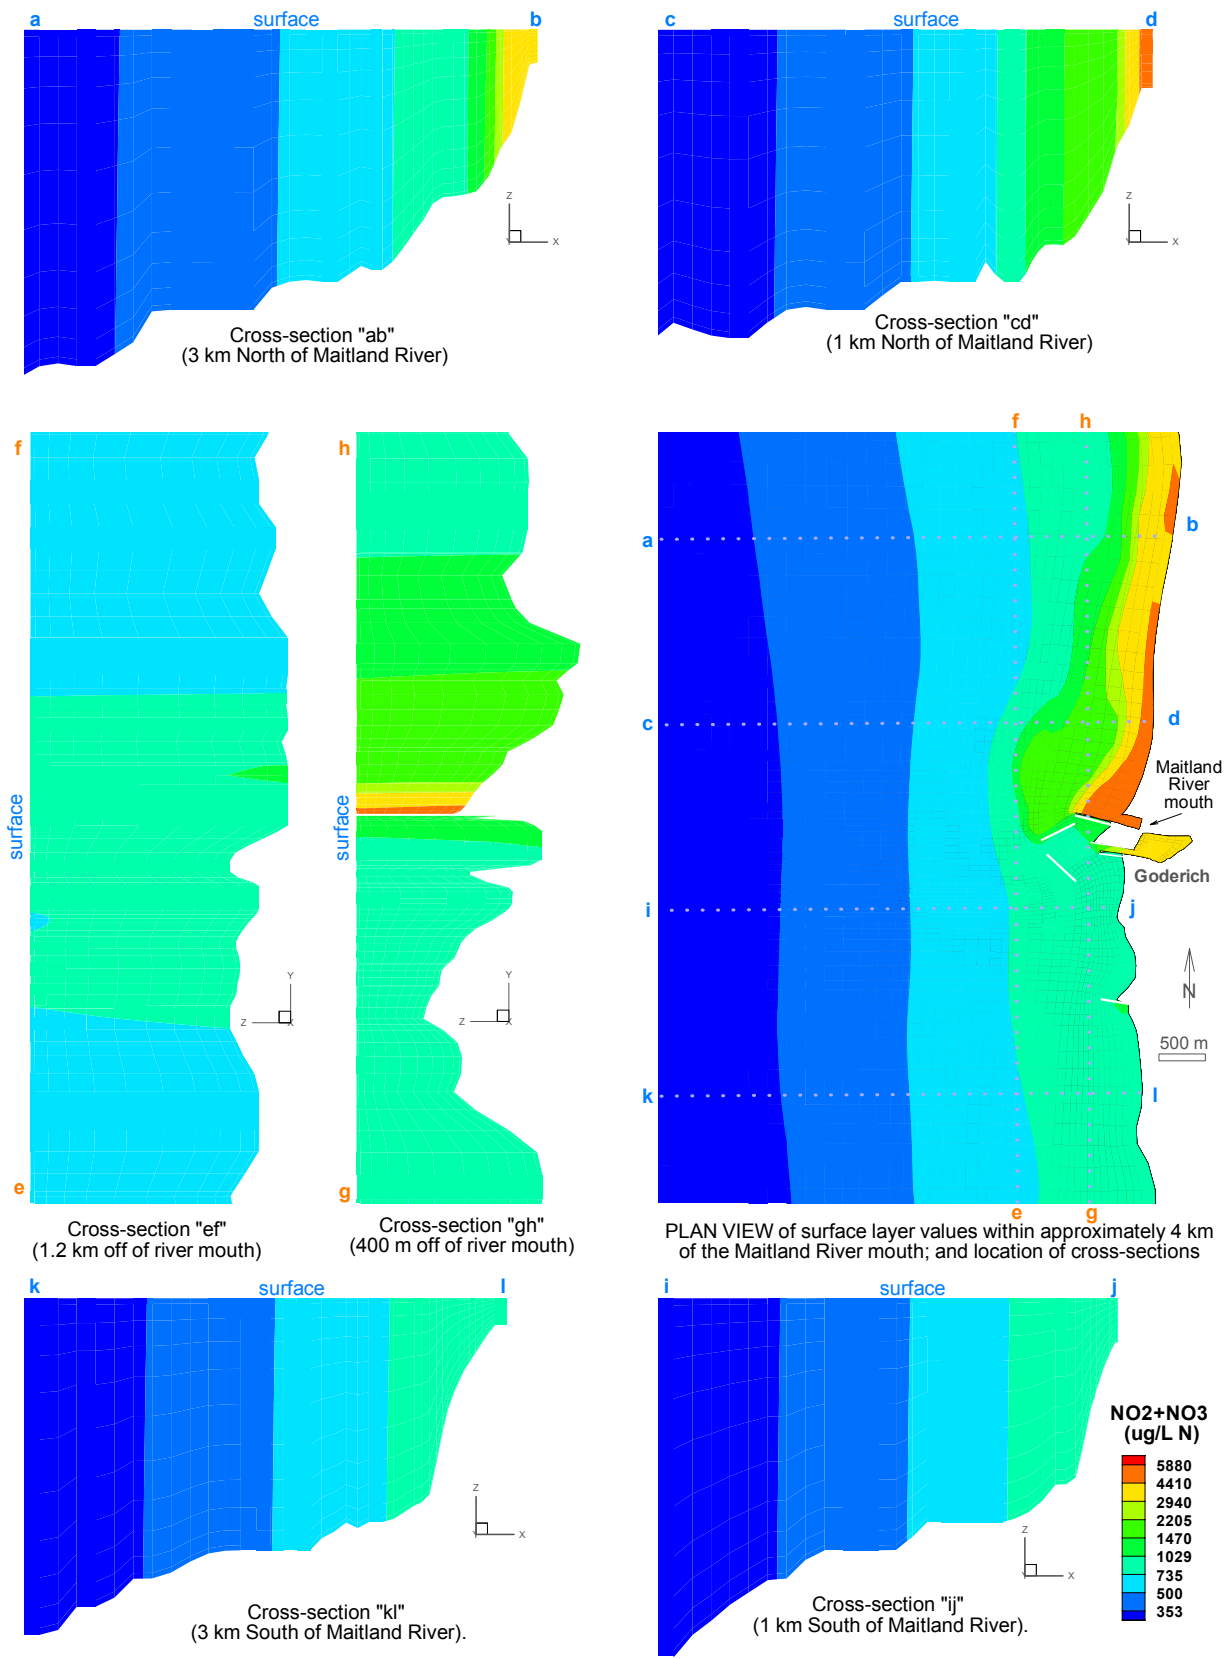 a surface b
c surface d
Z
X
Y
Cross-section "ab"
(3 km North of Maitland River)
Z
X
Y
Cross-section "cd"
(1 km North of Maitland River)
f
surface
e
Y
Z
X
Cross-section "ef"
(1.2 km off of river mouth)
h
surface
g
Y
Z
X
Cross-section "gh"
(400 m off of river mouth)
f h
a b
c d
Maitland
River
mouth
Goderich
i j
N
500 m
k l
e g
PLAN VIEW of surface layer values within approximately 4 km
of the Maitland River mouth; and location of cross-sections
k surface l
Z
X
Y
Cross-section "kl"
(3 km South of Maitland River).
i surface j
Z
X
Y
Cross-section "ij"
(1 km South of Maitland River).
NO2+NO3
(ug/L N)
5880
4410
2940
2205
1470
1029
735
500
353